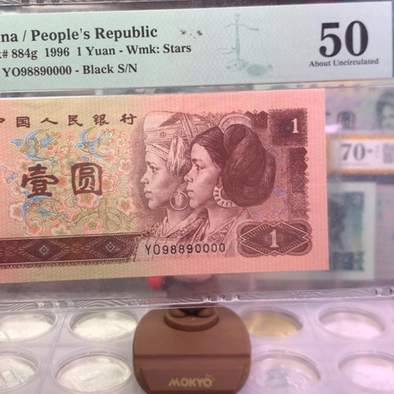 na / People's Republic
# 884g 1996 1 Yuan - Wmk: Stars
YO98890000 - Black S/N
50
About Uncirculated
中国人民银行
1
壹圆
70
YO98890000
1
MOKYO